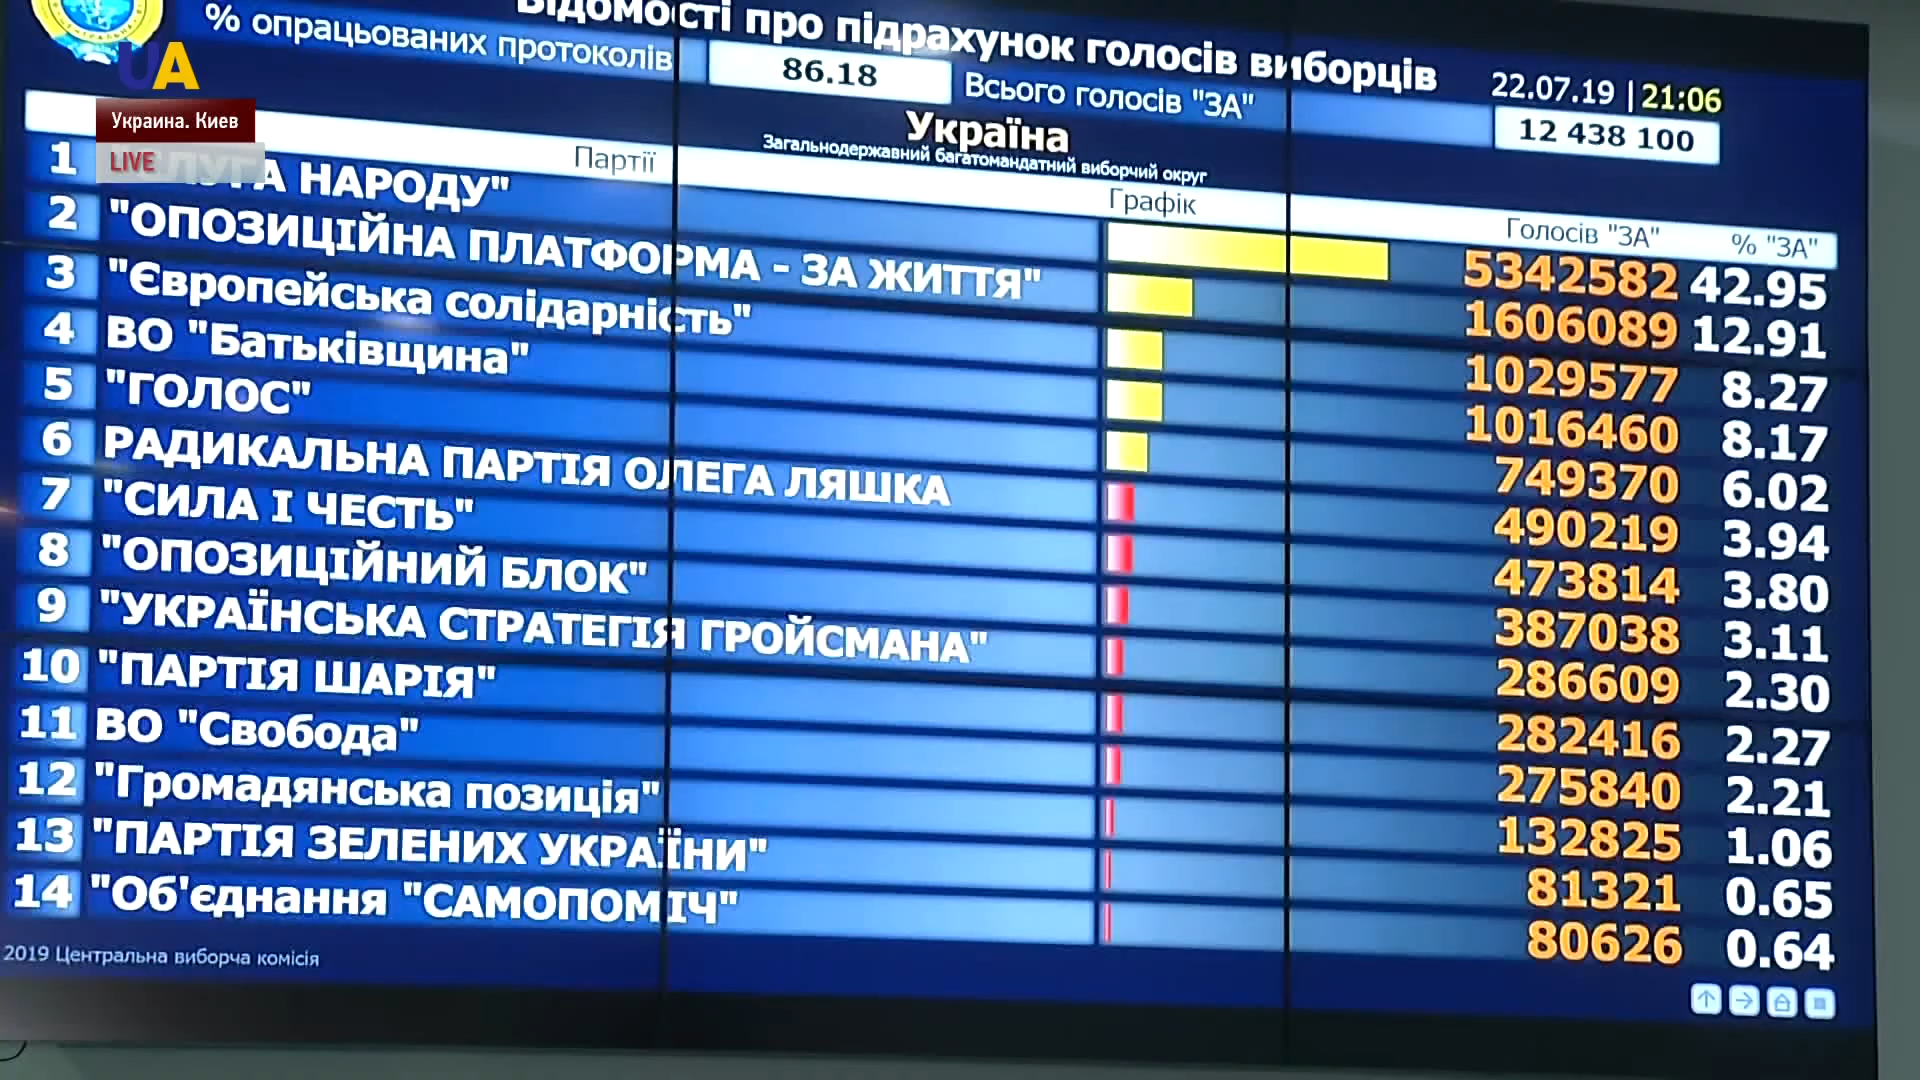 UA
Украина. Киев
LIVE
Відомості про підрахунок голосів виборців
% опрацьованих протоколів 86.18 Всього голосів "ЗА" 12 438 100
22.07.19 | 21:06
Україна
Загальнодержавний багатомандатний виборчий округ
Партії Графік Голосів "ЗА" % "ЗА"
1 ЛУГА НАРОДУ" 5342582 42.95
2 "ОПОЗИЦІЙНА ПЛАТФОРМА - ЗА ЖИТТЯ" 1606089 12.91
3 "Європейська солідарність" 1029577 8.27
4 ВО "Батьківщина" 1016460 8.17
5 "ГОЛОС" 749370 6.02
6 РАДИКАЛЬНА ПАРТІЯ ОЛЕГА ЛЯШКА 490219 3.94
7 "СИЛА І ЧЕСТЬ" 473814 3.80
8 "ОПОЗИЦІЙНИЙ БЛОК" 387038 3.11
9 "УКРАЇНСЬКА СТРАТЕГІЯ ГРОЙСМАНА" 286609 2.30
10 "ПАРТІЯ ШАРІЯ" 282416 2.27
11 ВО "Свобода" 275840 2.21
12 "Громадянська позиція" 132825 1.06
13 "ПАРТІЯ ЗЕЛЕНИХ УКРАЇНИ" 81321 0.65
14 "Об'єднання "САМОПОМІЧ" 80626 0.64
2019 Центральна виборча комісія